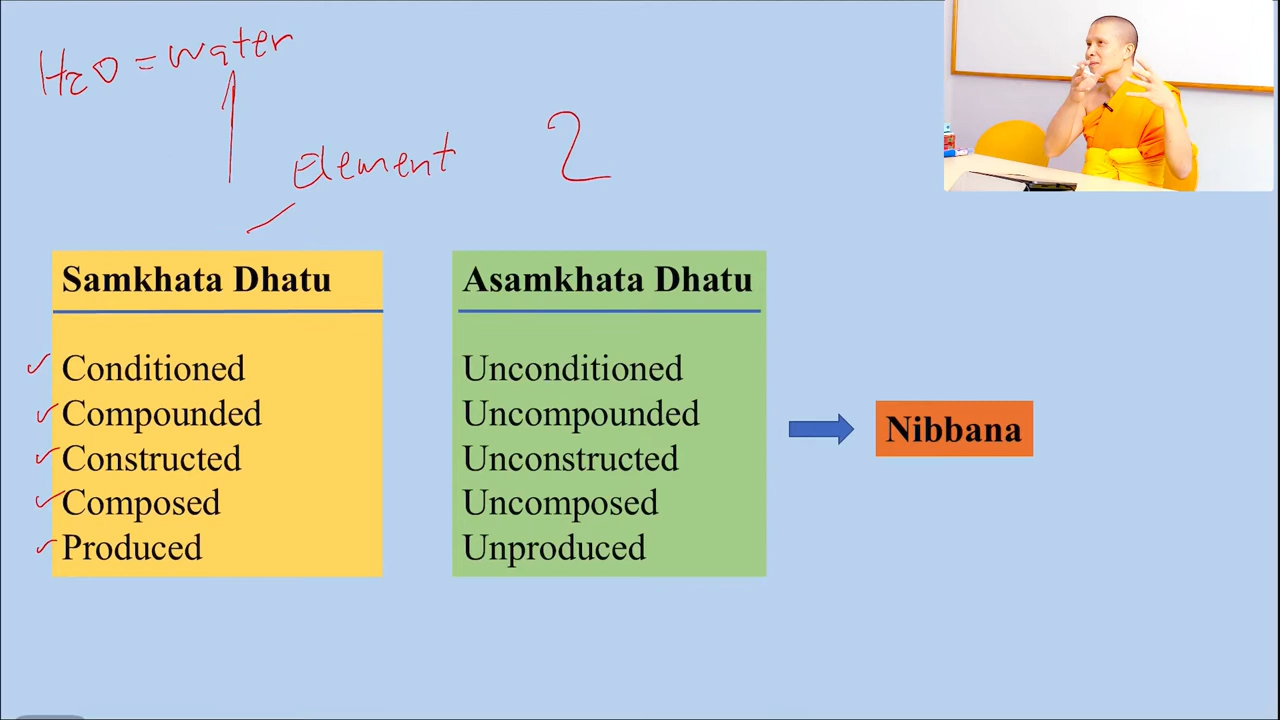 H2O = water
Element
2
Samkhata Dhatu
Conditioned
Compounded
Constructed
Composed
Produced
Asamkhata Dhatu
Unconditioned
Uncompounded
Unconstructed
Uncomposed
Unproduced
Nibbana